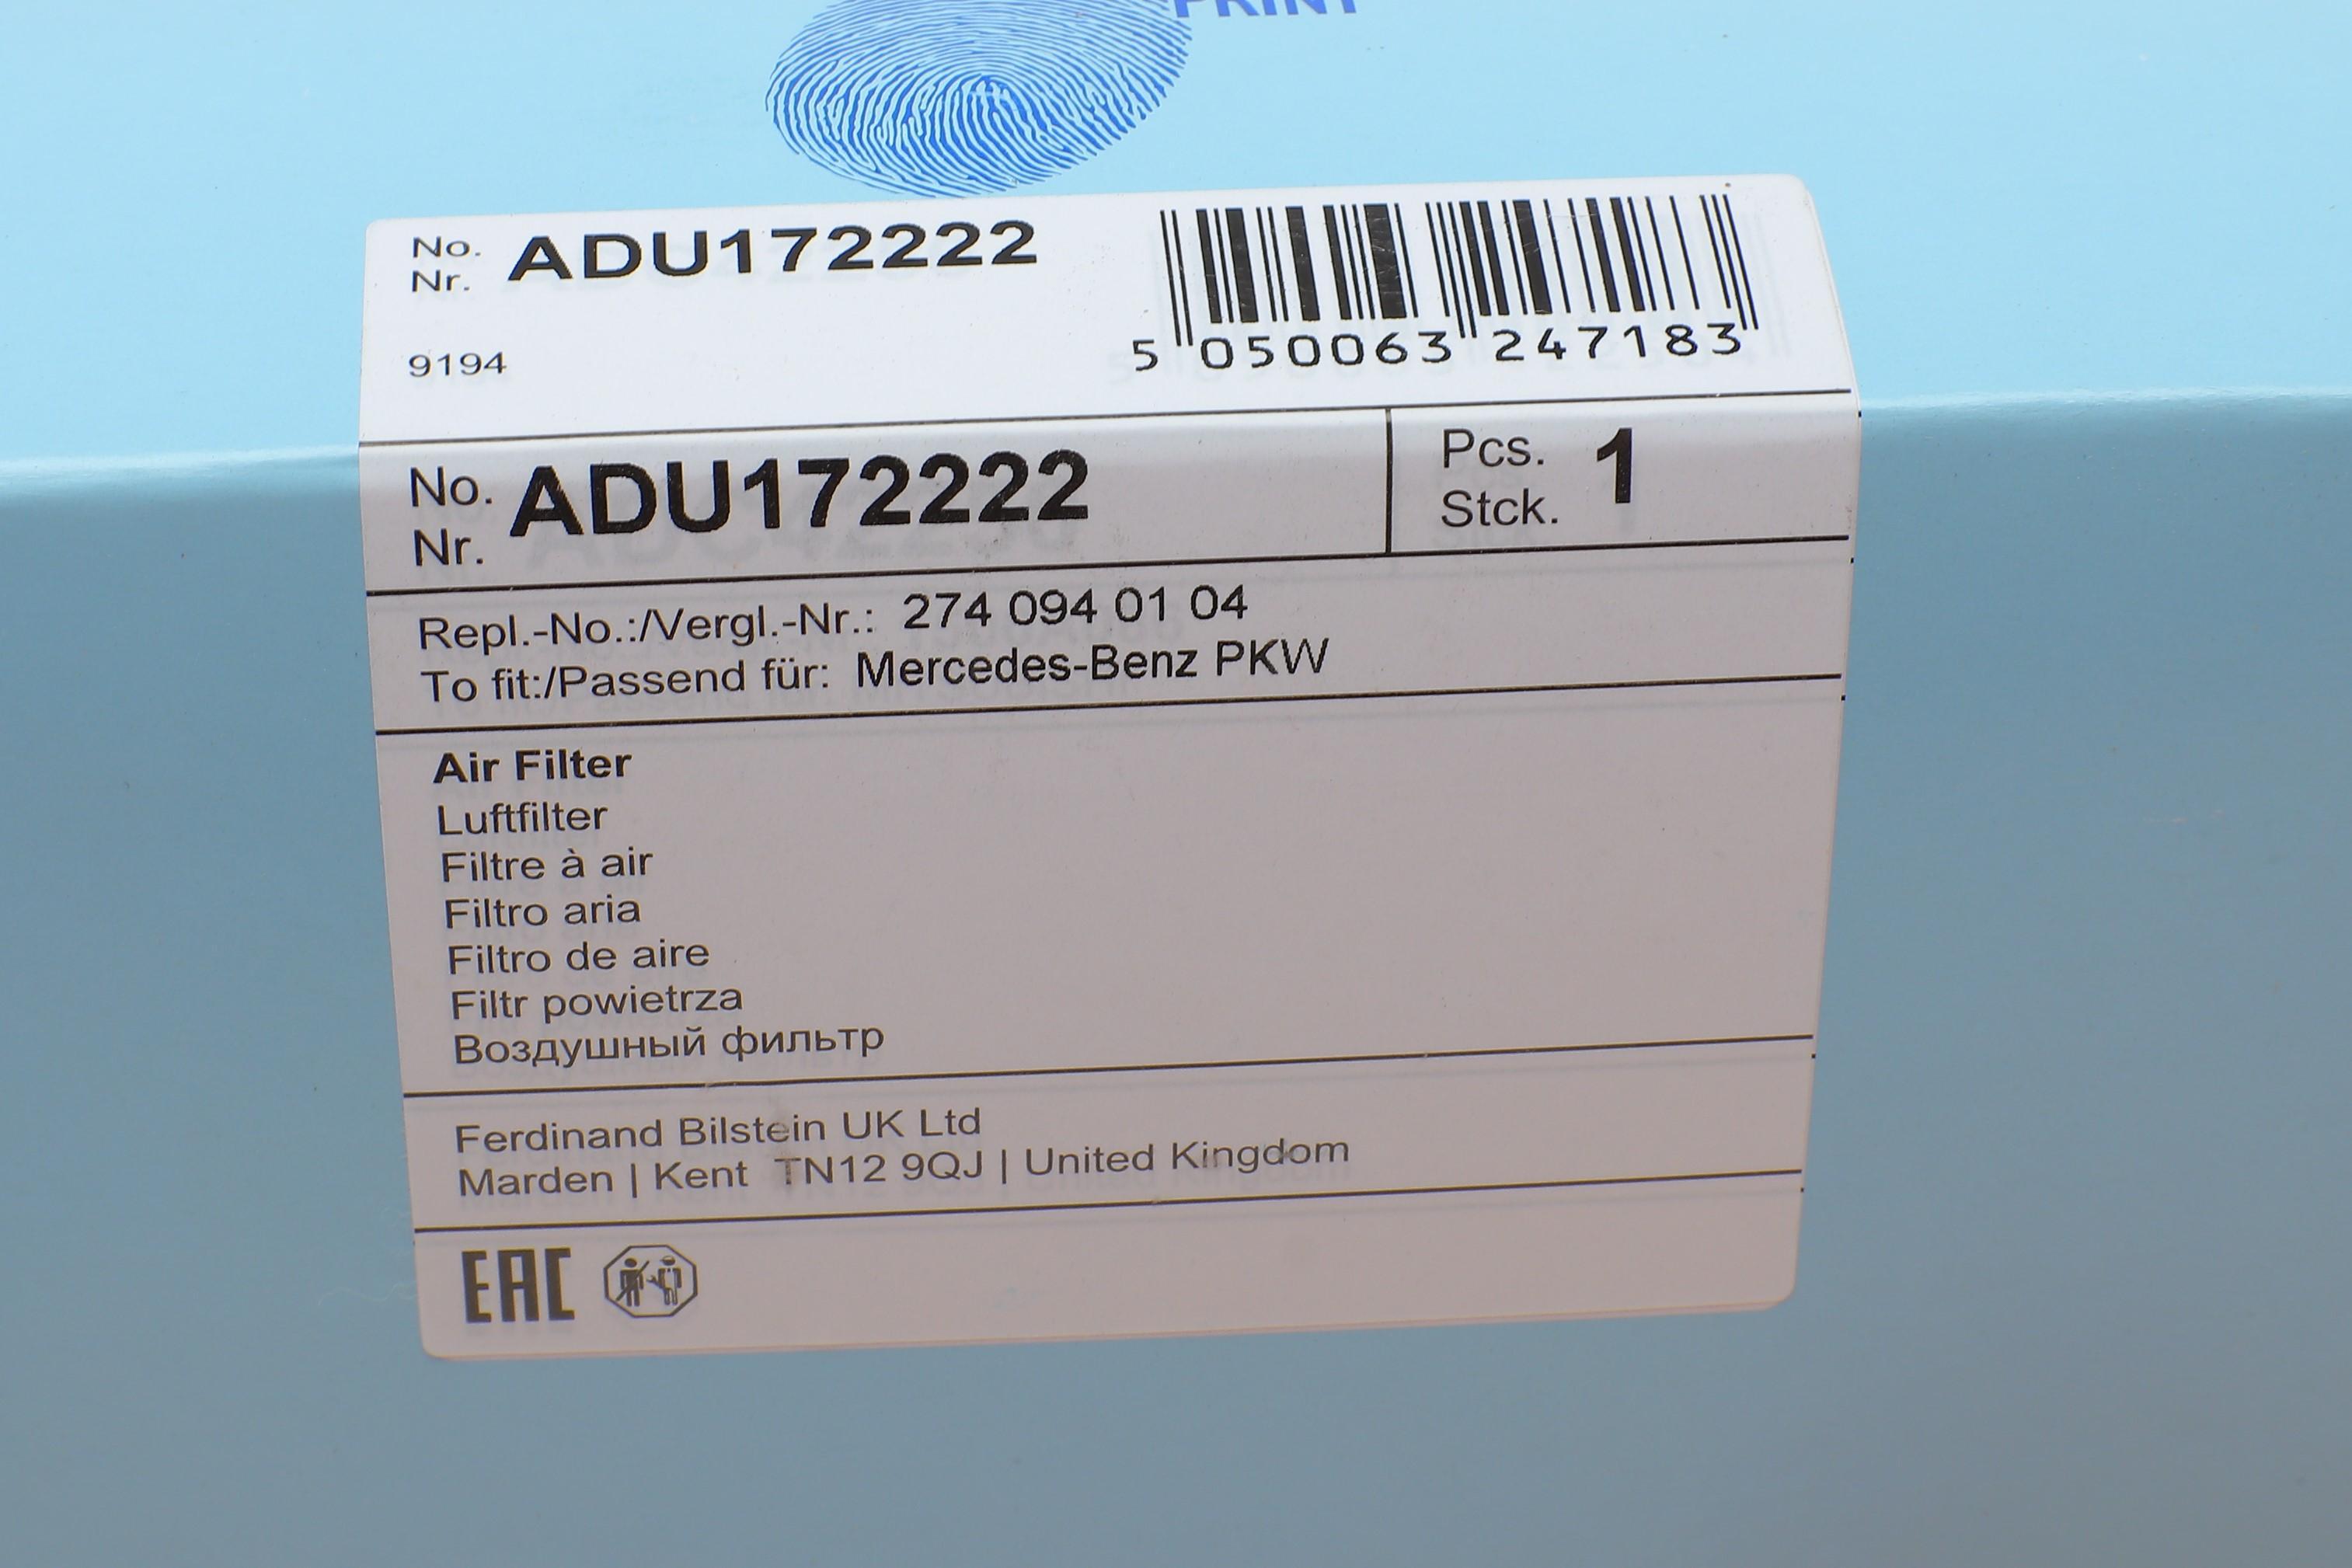 PRINT
No. ADU172222
Nr.
5 050063 247183
9194
No. ADU172222
Nr.
Pcs. 1
Stck.
Repl.-No.:/Vergl.-Nr.: 274 094 01 04
To fit:/Passend für: Mercedes-Benz PKW
Air Filter
Luftfilter
Filtre à air
Filtro aria
Filtro de aire
Filtr powietrza
Воздушный фильтр
Ferdinand Bilstein UK Ltd
Marden | Kent TN12 9QJ | United Kingdom
EAC